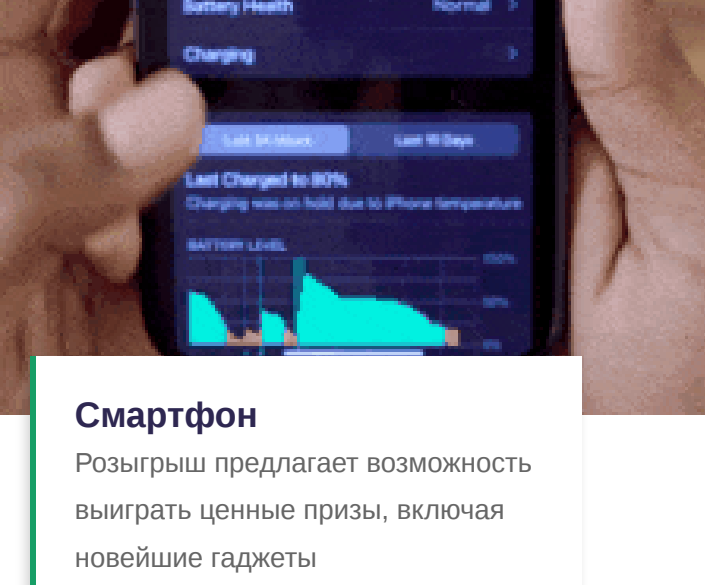 Battery Health Normal
Charging
Last 10 Days
Last Charged to 80%
Charging was on hold due to iPhone temperature
BATTERY LEVEL
100%
50%
0%
Смартфон
Розыгрыш предлагает возможность
выиграть ценные призы, включая
новейшие гаджеты